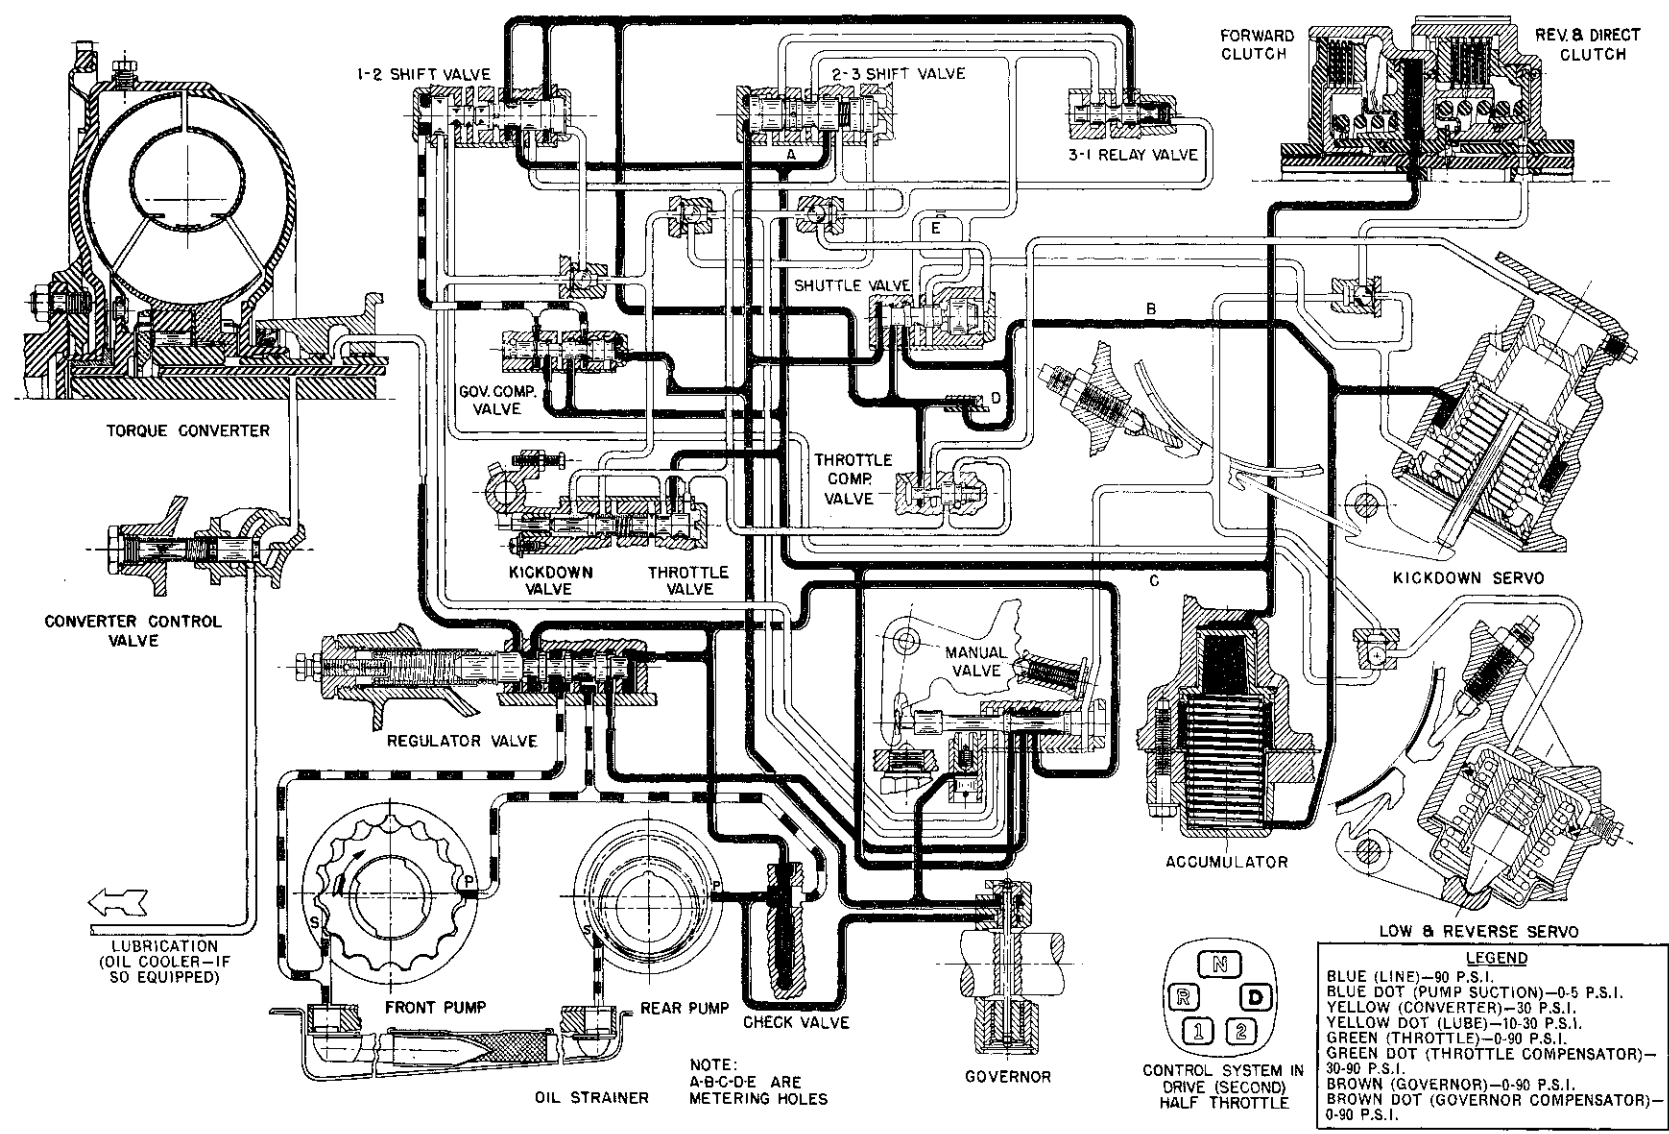 FORWARD
CLUTCH
REV. & DIRECT
CLUTCH
1-2 SHIFT VALVE
2-3 SHIFT VALVE
3-1 RELAY VALVE
A
E
SHUTTLE VALVE
B
GOV. COMP.
VALVE
D
TORQUE CONVERTER
THROTTLE
COMP.
VALVE
KICKDOWN
VALVE
THROTTLE
VALVE
C
KICKDOWN SERVO
CONVERTER CONTROL
VALVE
MANUAL
VALVE
REGULATOR VALVE
ACCUMULATOR
P
S
P
S
LUBRICATION
(OIL COOLER-IF
SO EQUIPPED)
LOW & REVERSE SERVO
FRONT PUMP
REAR PUMP
CHECK VALVE
OIL STRAINER
NOTE:
A-B-C-D-E ARE
METERING HOLES
GOVERNOR
N
R
D
1
2
CONTROL SYSTEM IN
DRIVE (SECOND)
HALF THROTTLE
LEGEND
BLUE (LINE)-90 P.S.I.
BLUE DOT (PUMP SUCTION)-0-5 P.S.I.
YELLOW (CONVERTER)-30 P.S.I.
YELLOW DOT (LUBE)-10-30 P.S.I.
GREEN (THROTTLE)-0-90 P.S.I.
GREEN DOT (THROTTLE COMPENSATOR)-
30-90 P.S.I.
BROWN (GOVERNOR)-0-90 P.S.I.
BROWN DOT (GOVERNOR COMPENSATOR)-
0-90 P.S.I.